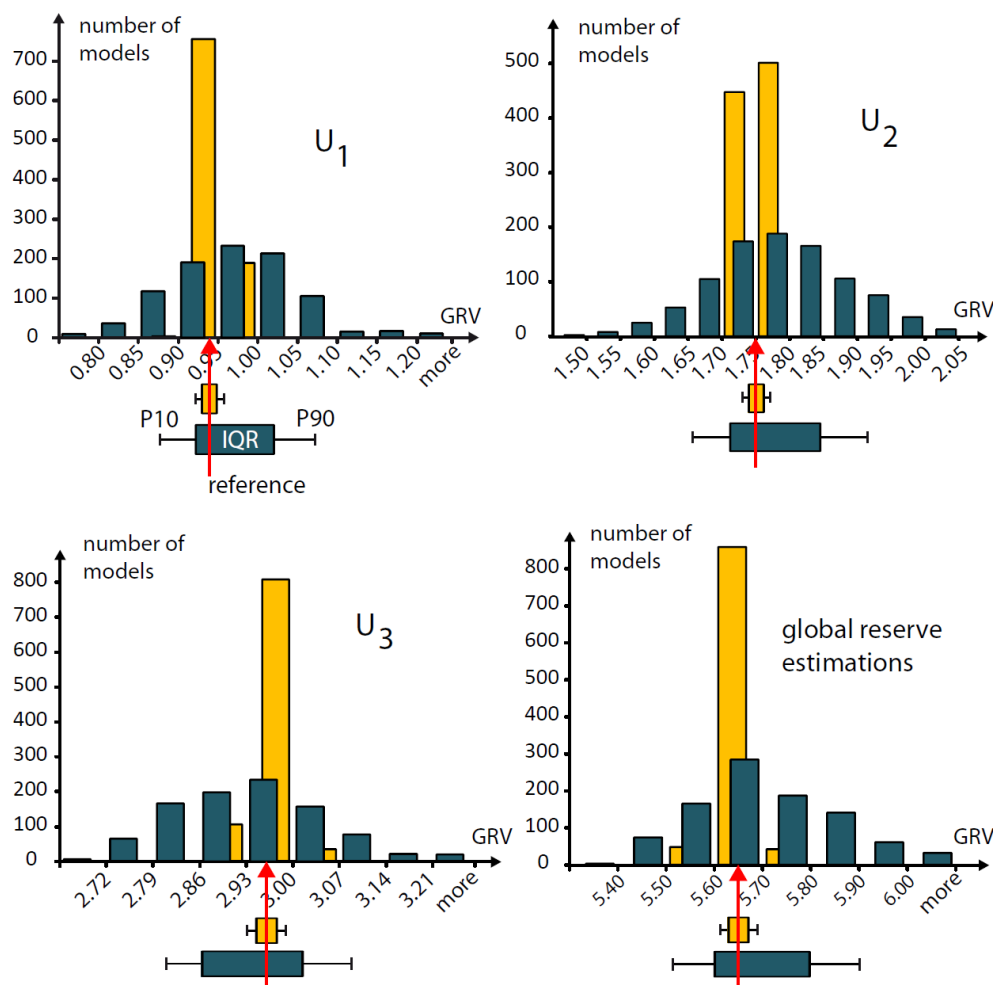 number of
models
700
600
500
400
300
200
100
0
U1
GRV
0.80
0.85
0.90
0.95
1.00
1.05
1.10
1.15
1.20
more
P10
IQR
P90
reference
number of
models
500
400
300
200
100
0
U2
GRV
1.50
1.55
1.60
1.65
1.70
1.75
1.80
1.85
1.90
1.95
2.00
2.05
number of
models
800
700
600
500
400
300
200
100
0
U3
GRV
2.72
2.79
2.86
2.93
3.00
3.07
3.14
3.21
more
number of
models
800
700
600
500
400
300
200
100
0
global reserve
estimations
GRV
5.40
5.50
5.60
5.70
5.80
5.90
6.00
more